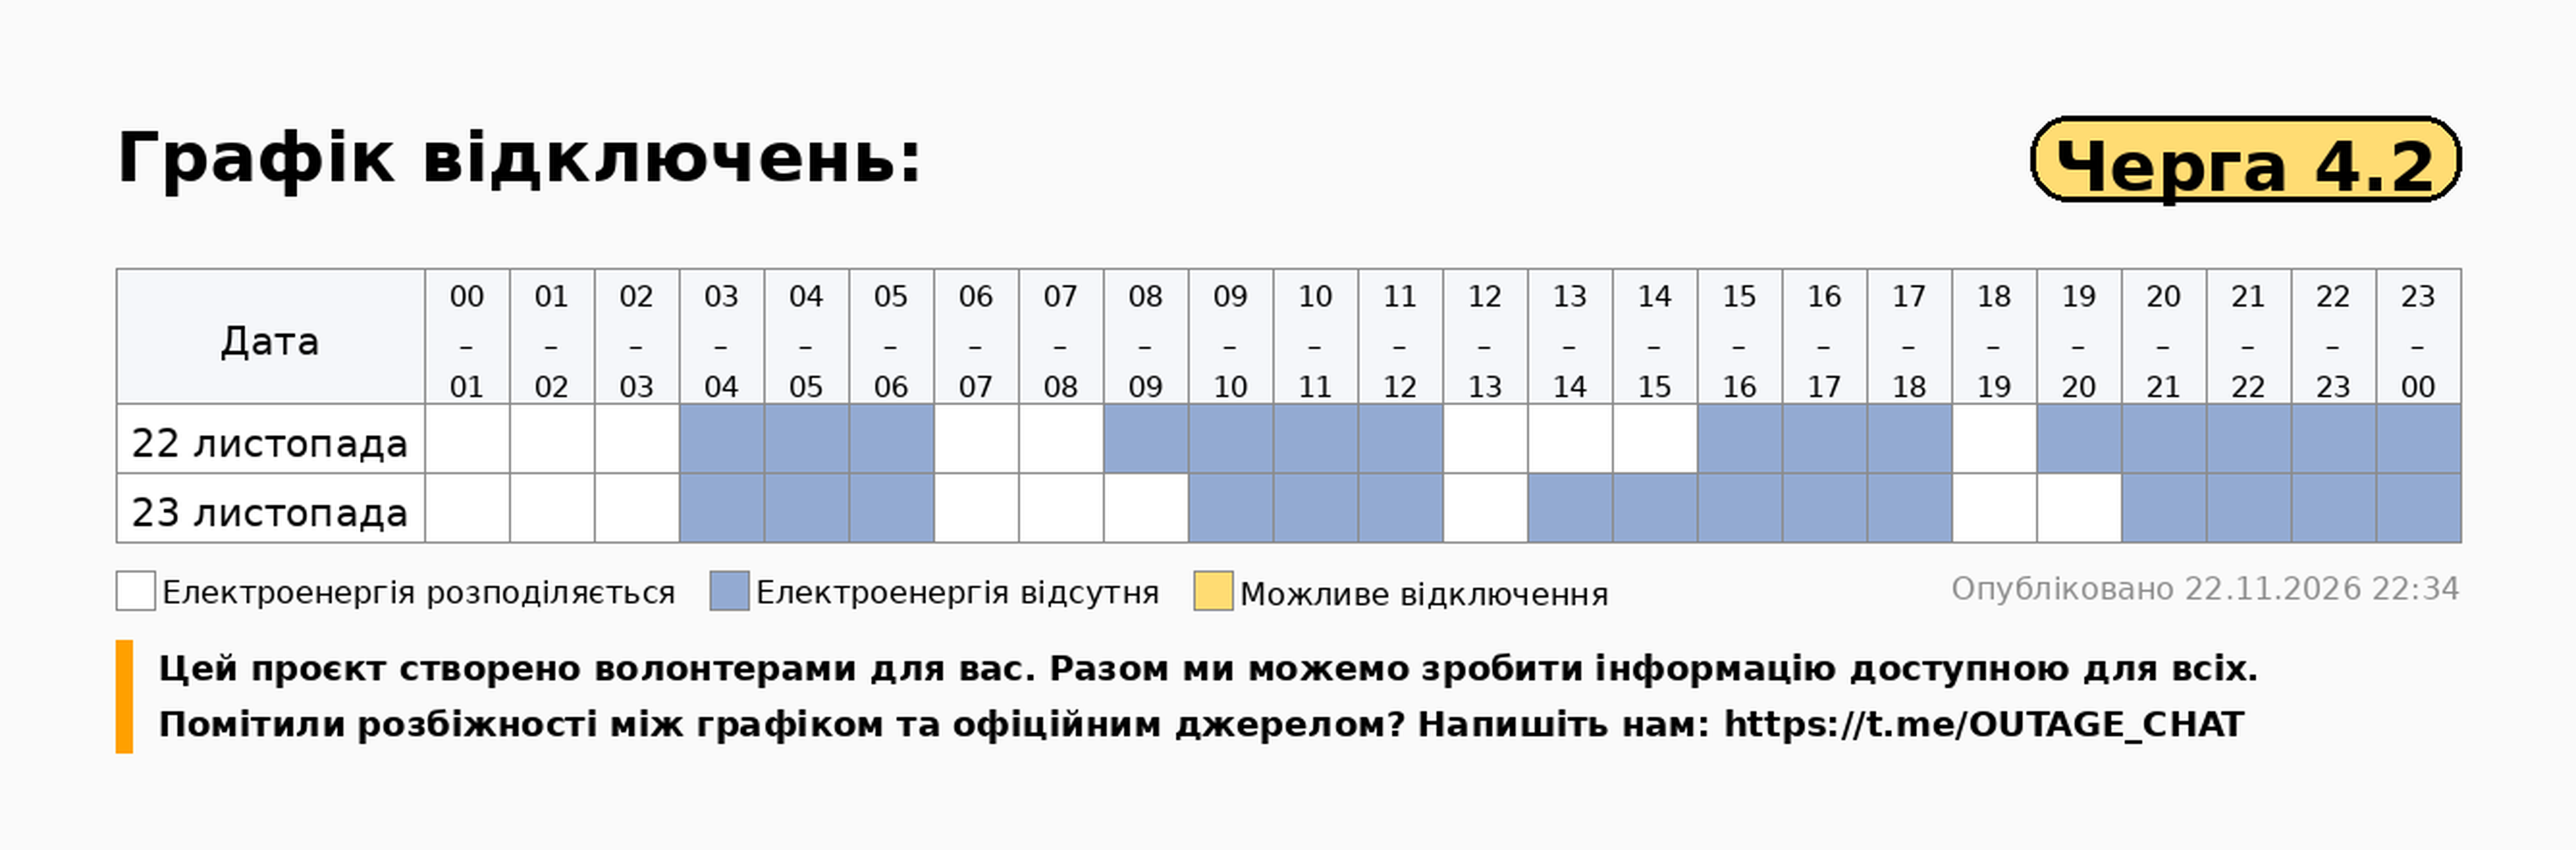 Графік відключень:
Черга 4.2
Дата
00 – 01
01 – 02
02 – 03
03 – 04
04 – 05
05 – 06
06 – 07
07 – 08
08 – 09
09 – 10
10 – 11
11 – 12
12 – 13
13 – 14
14 – 15
15 – 16
16 – 17
17 – 18
18 – 19
19 – 20
20 – 21
21 – 22
22 – 23
23 – 00
22 листопада
23 листопада
Електроенергія розподіляється
Електроенергія відсутня
Можливе відключення
Опубліковано 22.11.2026 22:34
Цей проєкт створено волонтерами для вас. Разом ми можемо зробити інформацію доступною для всіх.
Помітили розбіжності між графіком та офіційним джерелом? Напишіть нам: https://t.me/OUTAGE_CHAT